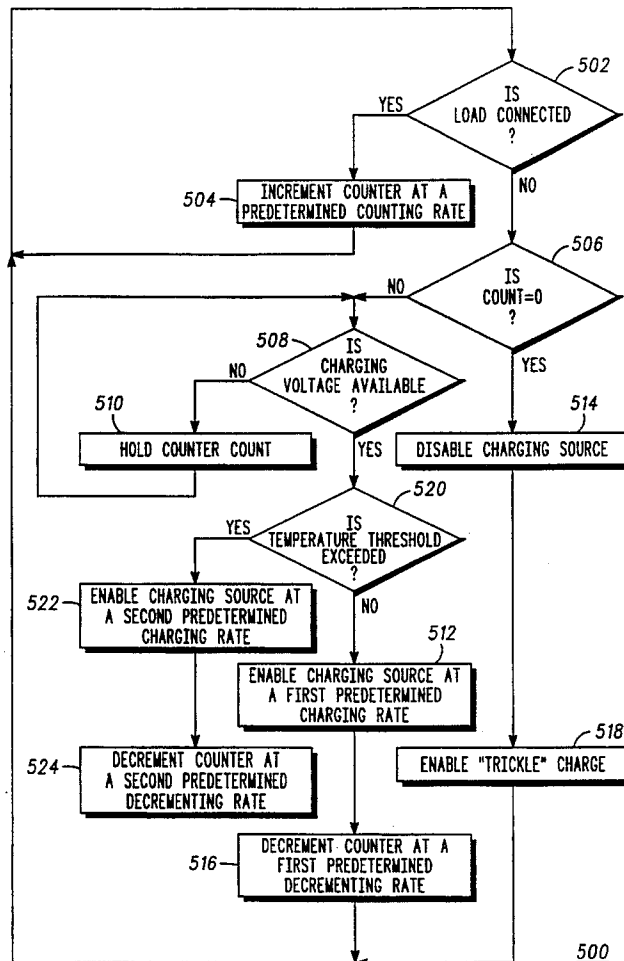 502
IS
LOAD CONNECTED
?
YES
NO
504
INCREMENT COUNTER AT A
PREDETERMINED COUNTING RATE
506
IS
COUNT=0
?
NO
YES
508
IS
CHARGING
VOLTAGE AVAILABLE
?
NO
YES
510
HOLD COUNTER COUNT
514
DISABLE CHARGING SOURCE
520
IS
TEMPERATURE THRESHOLD
EXCEEDED
?
YES
NO
522
ENABLE CHARGING SOURCE AT
A SECOND PREDETERMINED
CHARGING RATE
512
ENABLE CHARGING SOURCE AT
A FIRST PREDETERMINED
CHARGING RATE
524
DECREMENT COUNTER AT
A SECOND PREDETERMINED
DECREMENTING RATE
518
ENABLE "TRICKLE" CHARGE
516
DECREMENT COUNTER AT A
FIRST PREDETERMINED
DECREMENTING RATE
500